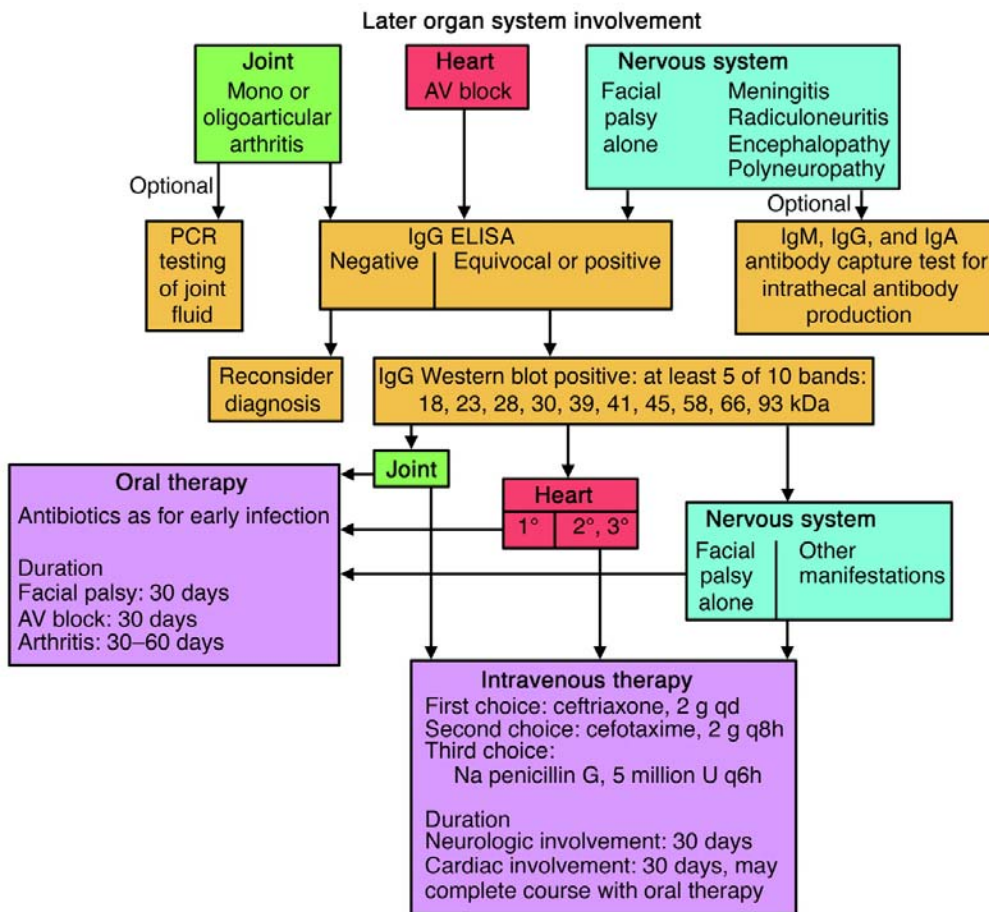 Later organ system involvement
Joint
Mono or
oligoarticular
arthritis
Heart
AV block
Nervous system
Facial
palsy
alone
Meningitis
Radiculoneuritis
Encephalopathy
Polyneuropathy
Optional
Optional
PCR
testing
of joint
fluid
IgG ELISA
Negative
Equivocal or positive
IgM, IgG, and IgA
antibody capture test for
intrathecal antibody
production
Reconsider
diagnosis
IgG Western blot positive: at least 5 of 10 bands:
18, 23, 28, 30, 39, 41, 45, 58, 66, 93 kDa
Joint
Heart
1°
2°, 3°
Nervous system
Facial
palsy
alone
Other
manifestations
Oral therapy
Antibiotics as for early infection
Duration
Facial palsy: 30 days
AV block: 30 days
Arthritis: 30–60 days
Intravenous therapy
First choice: ceftriaxone, 2 g qd
Second choice: cefotaxime, 2 g q8h
Third choice:
Na penicillin G, 5 million U q6h
Duration
Neurologic involvement: 30 days
Cardiac involvement: 30 days, may
complete course with oral therapy